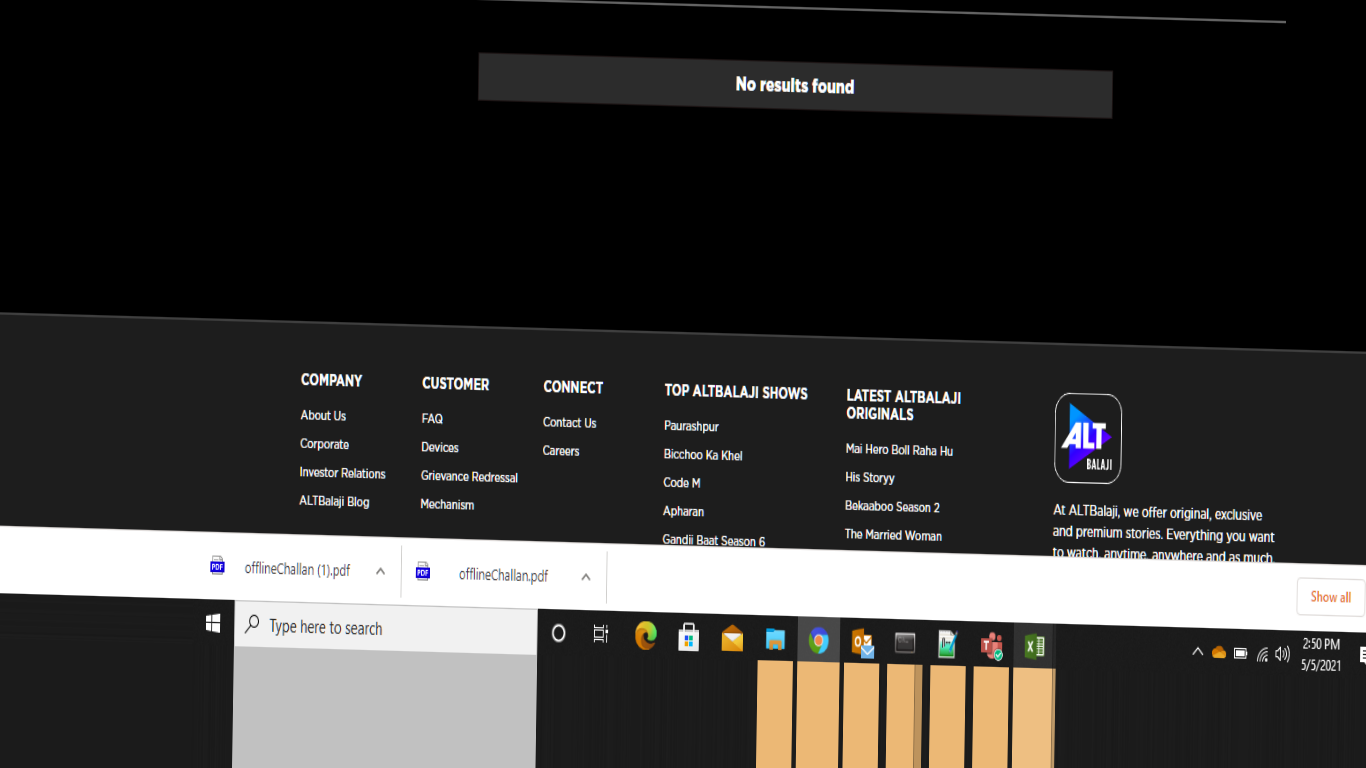 No results found
COMPANY
About Us
Corporate
Investor Relations
ALTBalaji Blog
CUSTOMER
FAQ
Devices
Grievance Redressal
Mechanism
CONNECT
Contact Us
Careers
TOP ALTBALAJI SHOWS
Paurashpur
Bicchoo Ka Khel
Code M
Apharan
Gandii Baat Season 6
LATEST ALTBALAJI
ORIGINALS
Mai Hero Boll Raha Hu
His Storyy
Bekaaboo Season 2
The Married Woman
ALT
BALAJI
At ALTBalaji, we offer original, exclusive
and premium stories. Everything you want
to watch, anytime, anywhere and as much
PDF
offlineChallan (1).pdf
PDF
offlineChallan.pdf
Show all
Type here to search
2:50 PM
5/5/2021